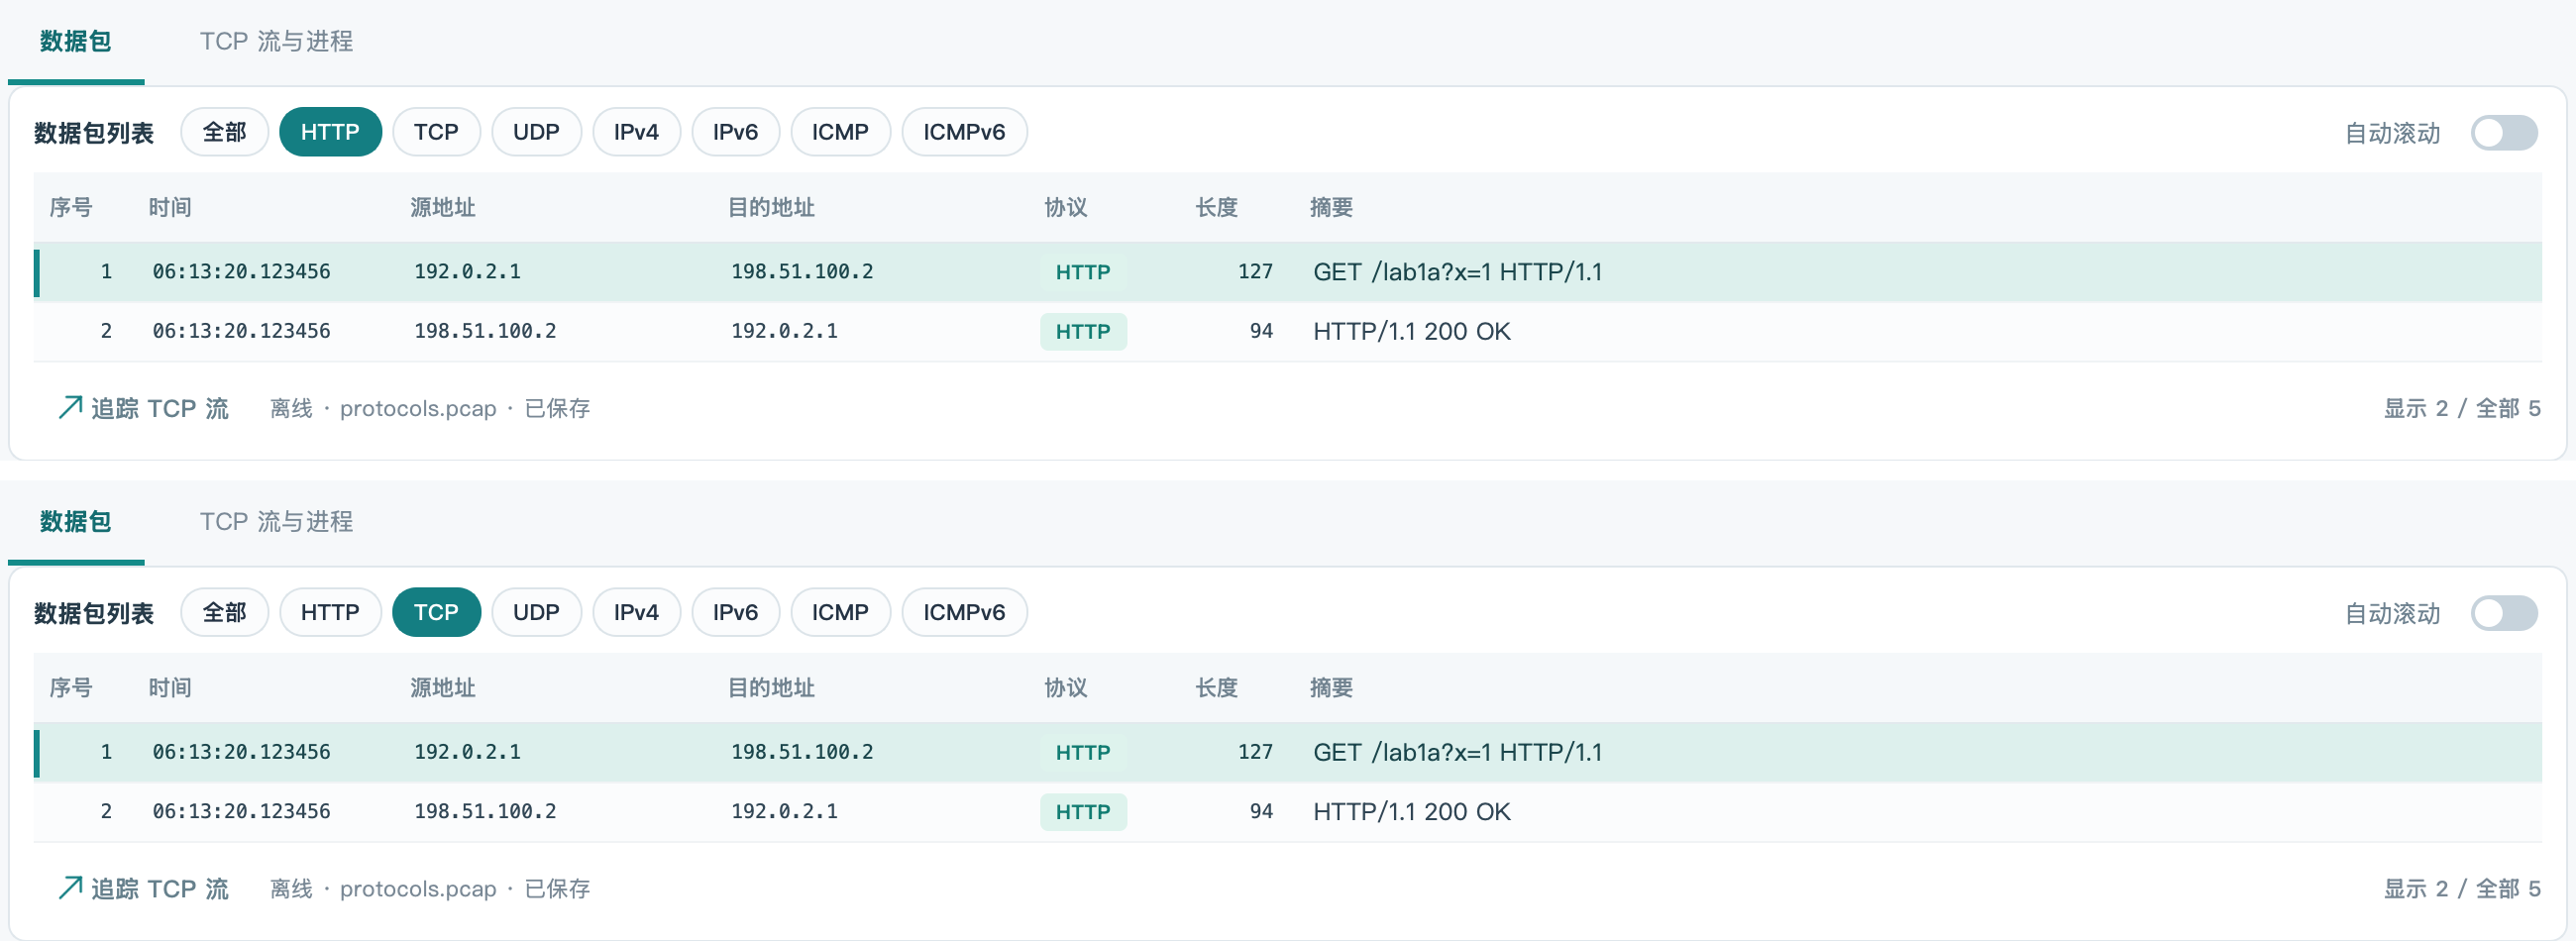 数据包 TCP 流与进程
数据包列表 全部 HTTP TCP UDP IPv4 IPv6 ICMP ICMPv6 自动滚动
序号 时间 源地址 目的地址 协议 长度 摘要
1 06:13:20.123456 192.0.2.1 198.51.100.2 HTTP 127 GET /lab1a?x=1 HTTP/1.1
2 06:13:20.123456 198.51.100.2 192.0.2.1 HTTP 94 HTTP/1.1 200 OK
追踪 TCP 流 离线 · protocols.pcap · 已保存 显示 2 / 全部 5
数据包 TCP 流与进程
数据包列表 全部 HTTP TCP UDP IPv4 IPv6 ICMP ICMPv6 自动滚动
序号 时间 源地址 目的地址 协议 长度 摘要
1 06:13:20.123456 192.0.2.1 198.51.100.2 HTTP 127 GET /lab1a?x=1 HTTP/1.1
2 06:13:20.123456 198.51.100.2 192.0.2.1 HTTP 94 HTTP/1.1 200 OK
追踪 TCP 流 离线 · protocols.pcap · 已保存 显示 2 / 全部 5